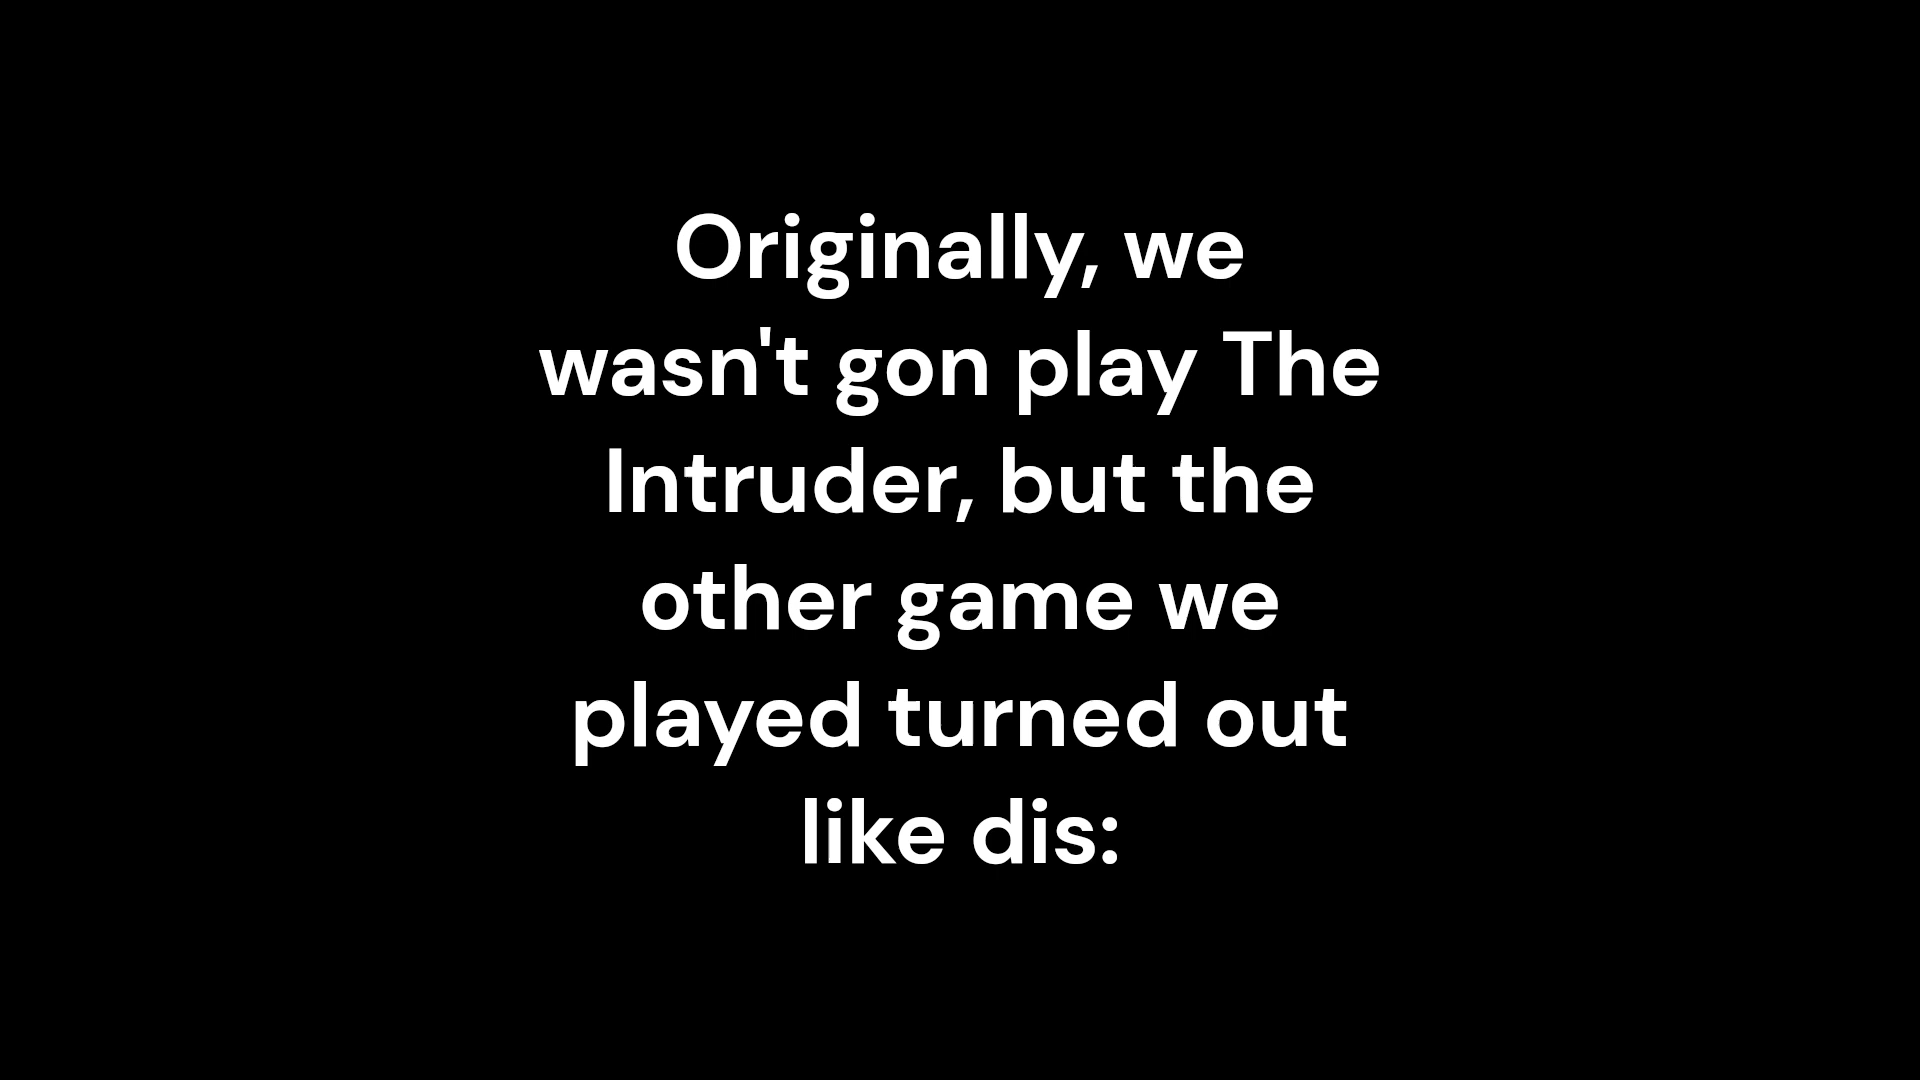 Originally, we
wasn't gon play The
Intruder, but the
other game we
played turned out
like dis: